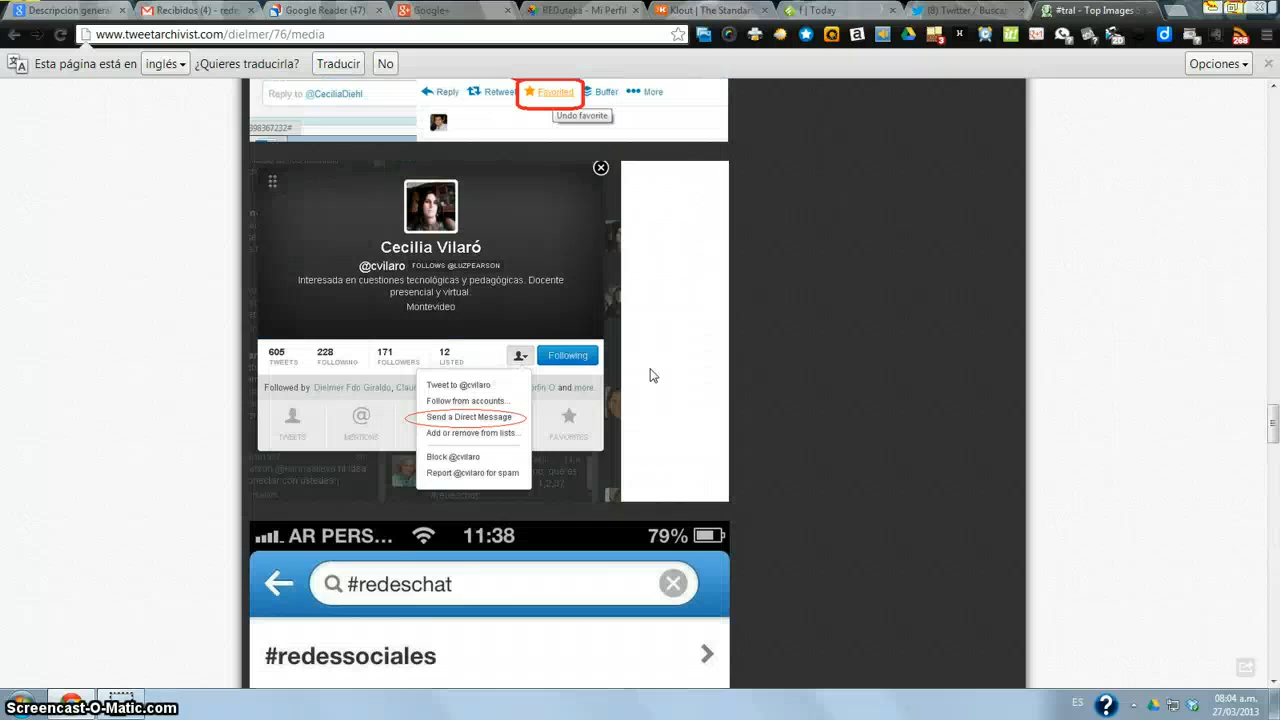 Descripción genera
Recibidos (4) - redu
Google Reader (47)
Google+
REDuteka - Mi Perfil
Klout | The Standar
f | Today
(8) Twitter / Buscar
#tral - Top Images
www.tweetarchivist.com/dielmer/76/media
Esta página está en inglés ¿Quieres traducirla? Traducir No Opciones
Reply to @CeciliaDiehl
Reply Retweet Favorited Buffer More
Undo favorite
398367232#
Cecilia Vilaró
@cvilaro FOLLOWS @LUZPEARSON
Interesada en cuestiones tecnológicas y pedagógicas. Docente
presencial y virtual.
Montevideo
605 228 171 12
TWEETS FOLLOWING FOLLOWERS LISTED
Following
Followed by Dielmer Fdo Giraldo, Clau
and more.
Tweet to @cvilaro
Follow from accounts...
Send a Direct Message
Add or remove from lists...
Block @cvilaro
Report @cvilaro for spam
TWEETS MENTIONS FAVORITES
AR PERS... 11:38 79%
#redeschat
#redessociales
ES
08:04 a.m.
27/03/2013
Screencast-O-Matic.com